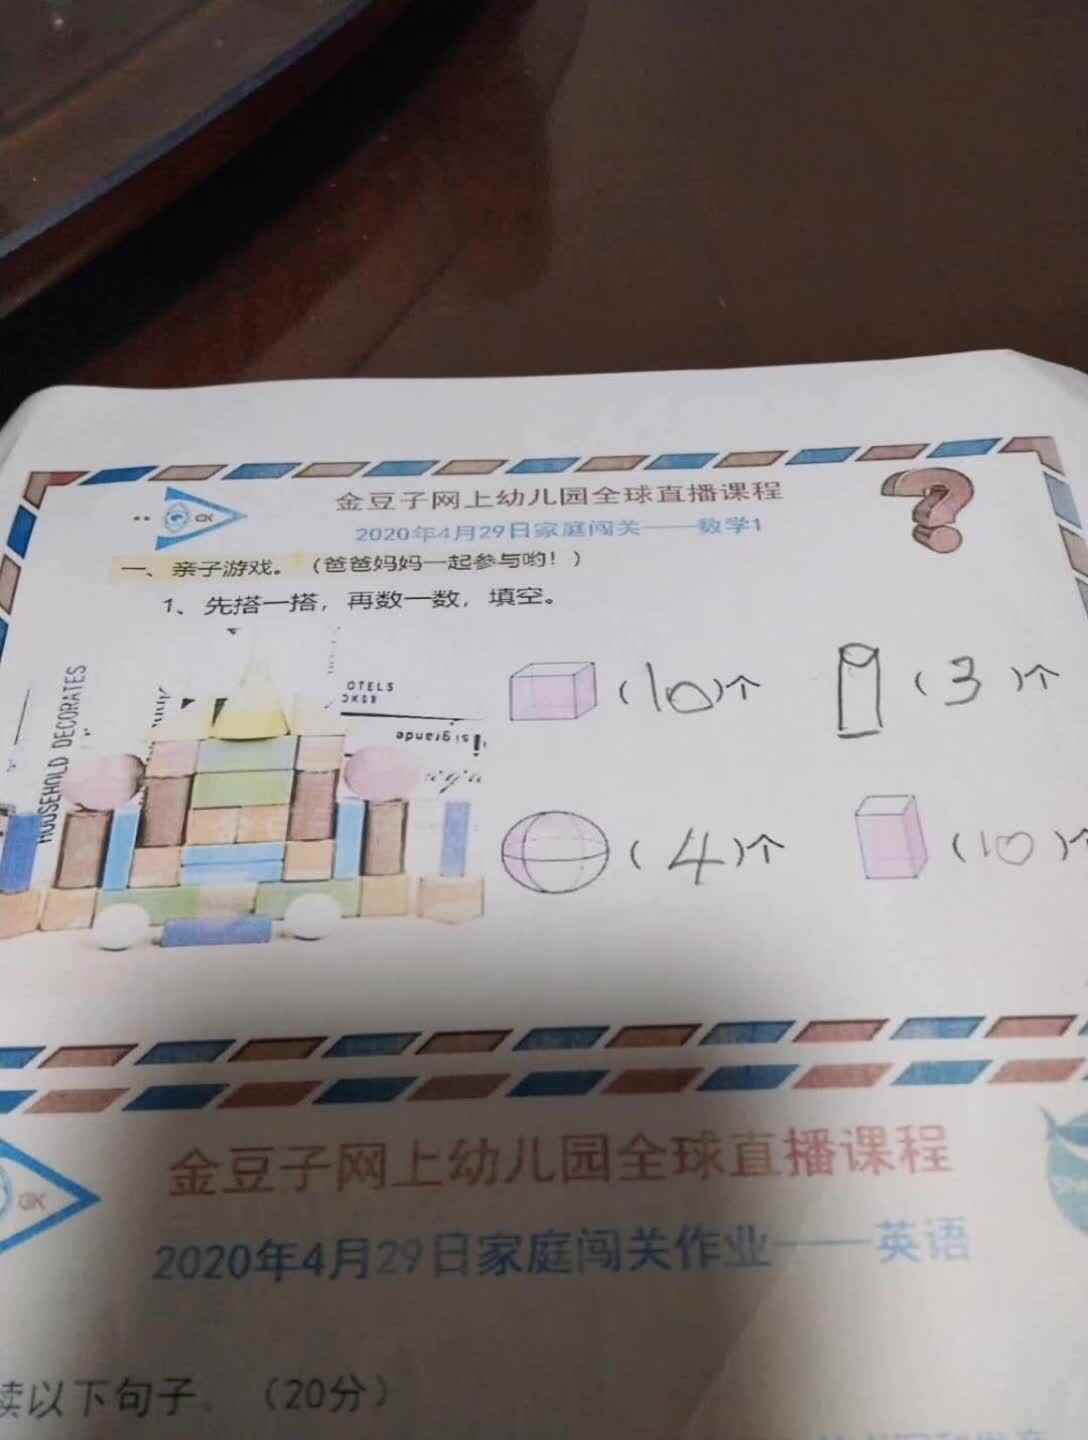 金豆子网上幼儿园全球直播课程
2020年4月29日家庭闯关——数学1
一、亲子游戏。（爸爸妈妈一起参与哟！）
1、先搭一搭，再数一数，填空。
HOUSEHOLD DECORATES
OTELS
isigrande
（10）个
（3）个
（4）个
（10）个
金豆子网上幼儿园全球直播课程
2020年4月29日家庭闯关作业——英语
读以下句子。（20分）